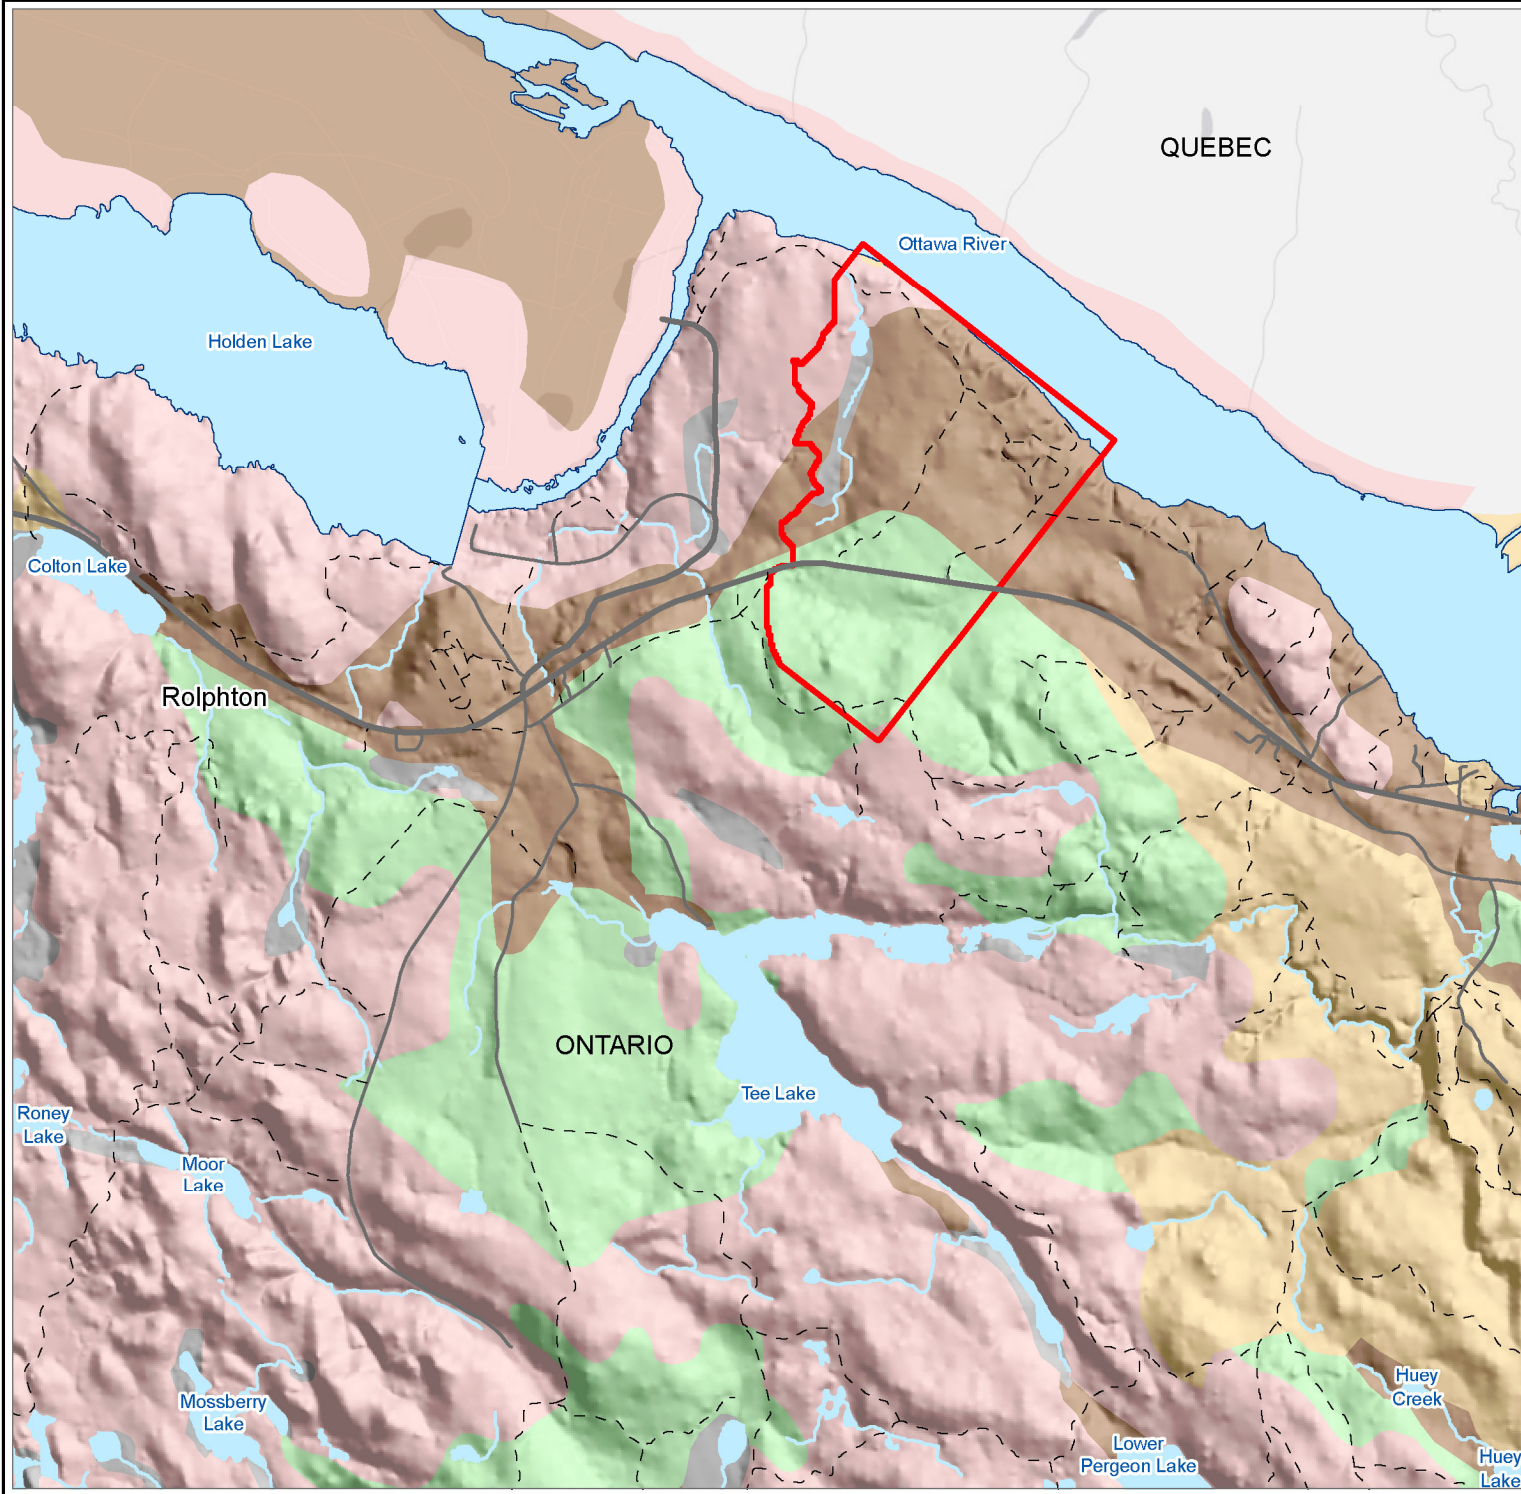 QUEBEC
Ottawa River
Holden Lake
Colton Lake
Rolphton
ONTARIO
Tee Lake
Roney
Lake
Moor
Lake
Mossberry
Lake
Huey
Creek
Lower
Pergeon Lake
Huey
Lake